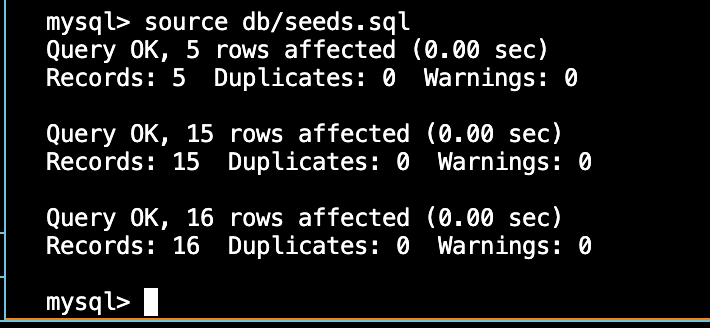 mysql> source db/seeds.sql
Query OK, 5 rows affected (0.00 sec)
Records: 5  Duplicates: 0  Warnings: 0
Query OK, 15 rows affected (0.00 sec)
Records: 15  Duplicates: 0  Warnings: 0
Query OK, 16 rows affected (0.00 sec)
Records: 16  Duplicates: 0  Warnings: 0
mysql>